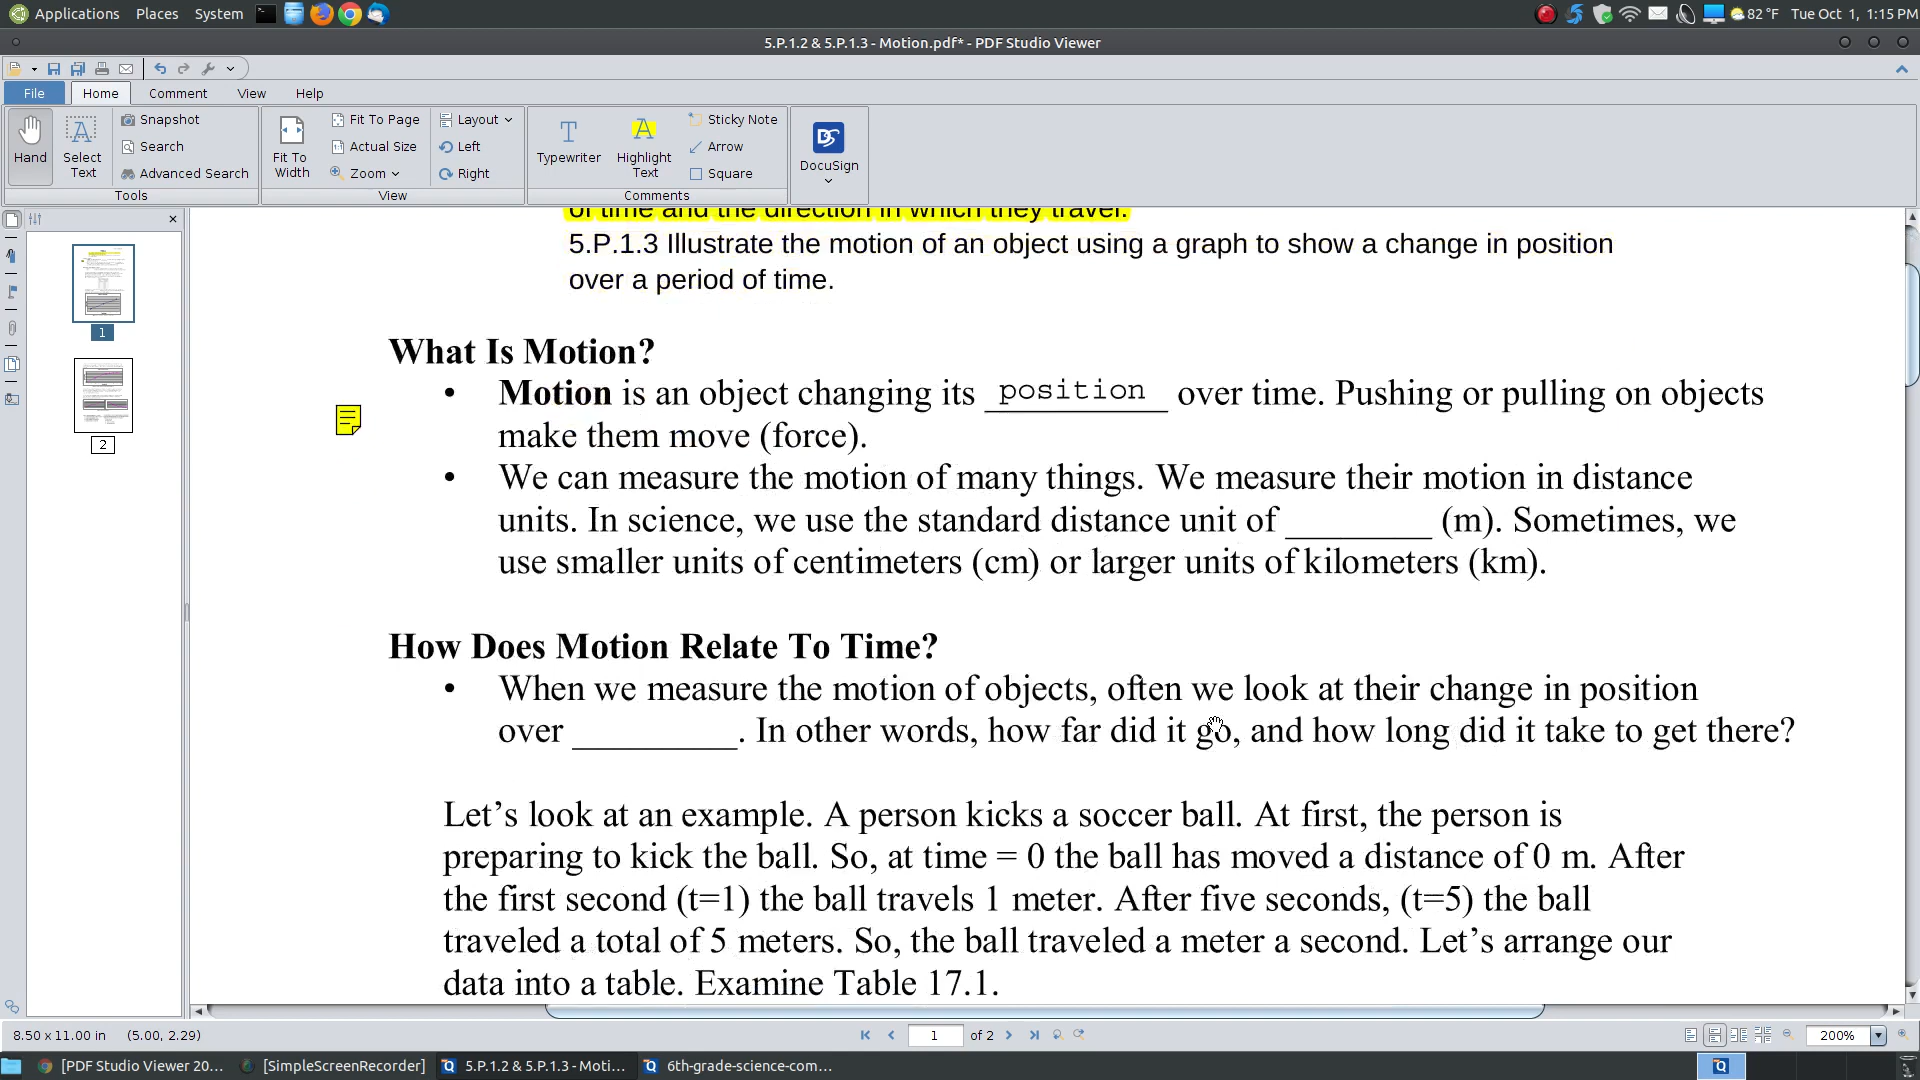 Applications Places System 82 °F Tue Oct 1, 1:15 PM
5.P.1.2 & 5.P.1.3 - Motion.pdf* - PDF Studio Viewer
File Home Comment View Help
Hand
Select Text
Snapshot
Search
Advanced Search
Tools
Fit To Width
Fit To Page
Actual Size
Zoom
Layout
Left
Right
View
Typewriter
Highlight Text
Sticky Note
Arrow
Square
Comments
DocuSign
1
2
of time and the direction in which they travel.
5.P.1.3 Illustrate the motion of an object using a graph to show a change in position
over a period of time.
What Is Motion?
• Motion is an object changing its position over time. Pushing or pulling on objects
make them move (force).
• We can measure the motion of many things. We measure their motion in distance
units. In science, we use the standard distance unit of ________ (m). Sometimes, we
use smaller units of centimeters (cm) or larger units of kilometers (km).
How Does Motion Relate To Time?
• When we measure the motion of objects, often we look at their change in position
over _________. In other words, how far did it go, and how long did it take to get there?
Let’s look at an example. A person kicks a soccer ball. At first, the person is
preparing to kick the ball. So, at time = 0 the ball has moved a distance of 0 m. After
the first second (t=1) the ball travels 1 meter. After five seconds, (t=5) the ball
traveled a total of 5 meters. So, the ball traveled a meter a second. Let’s arrange our
data into a table. Examine Table 17.1.
8.50 x 11.00 in (5.00, 2.29) 1 of 2 200%
[PDF Studio Viewer 20... [SimpleScreenRecorder] 5.P.1.2 & 5.P.1.3 - Moti... 6th-grade-science-com...